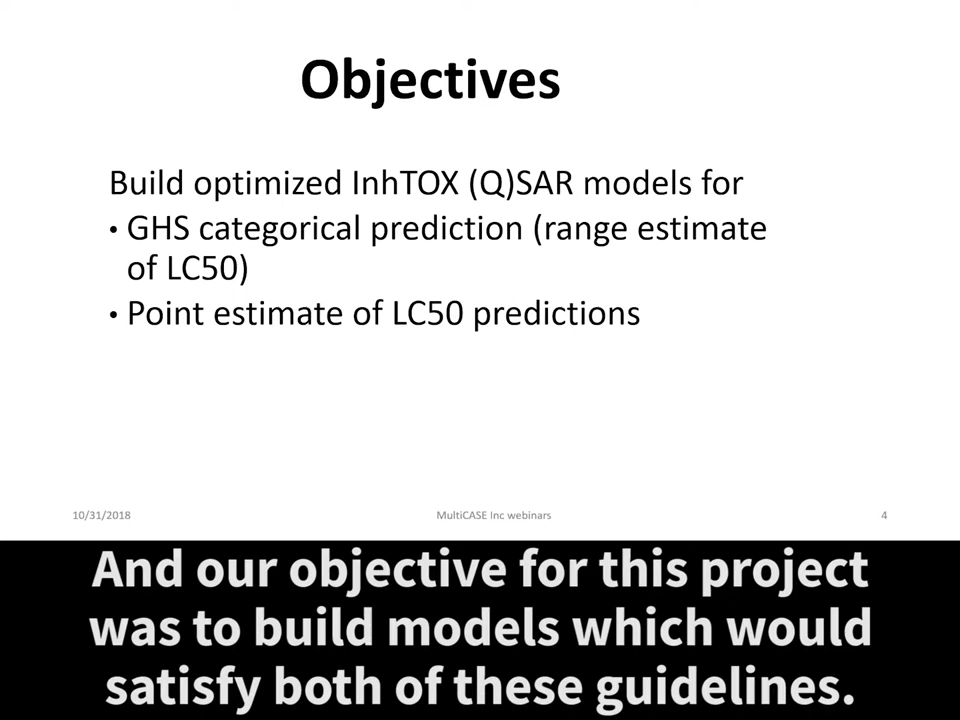 Objectives
Build optimized InhTOX (Q)SAR models for
• GHS categorical prediction (range estimate
of LC50)
• Point estimate of LC50 predictions
10/31/2018
MultiCASE Inc webinars
4
And our objective for this project
was to build models which would
satisfy both of these guidelines.